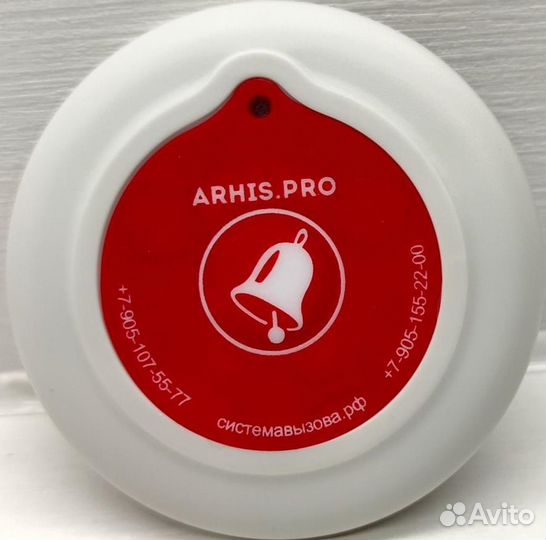 ARHIS.PRO
+7-905-107-55-77
+7-905-155-22-00
системавызова.рф
Avito